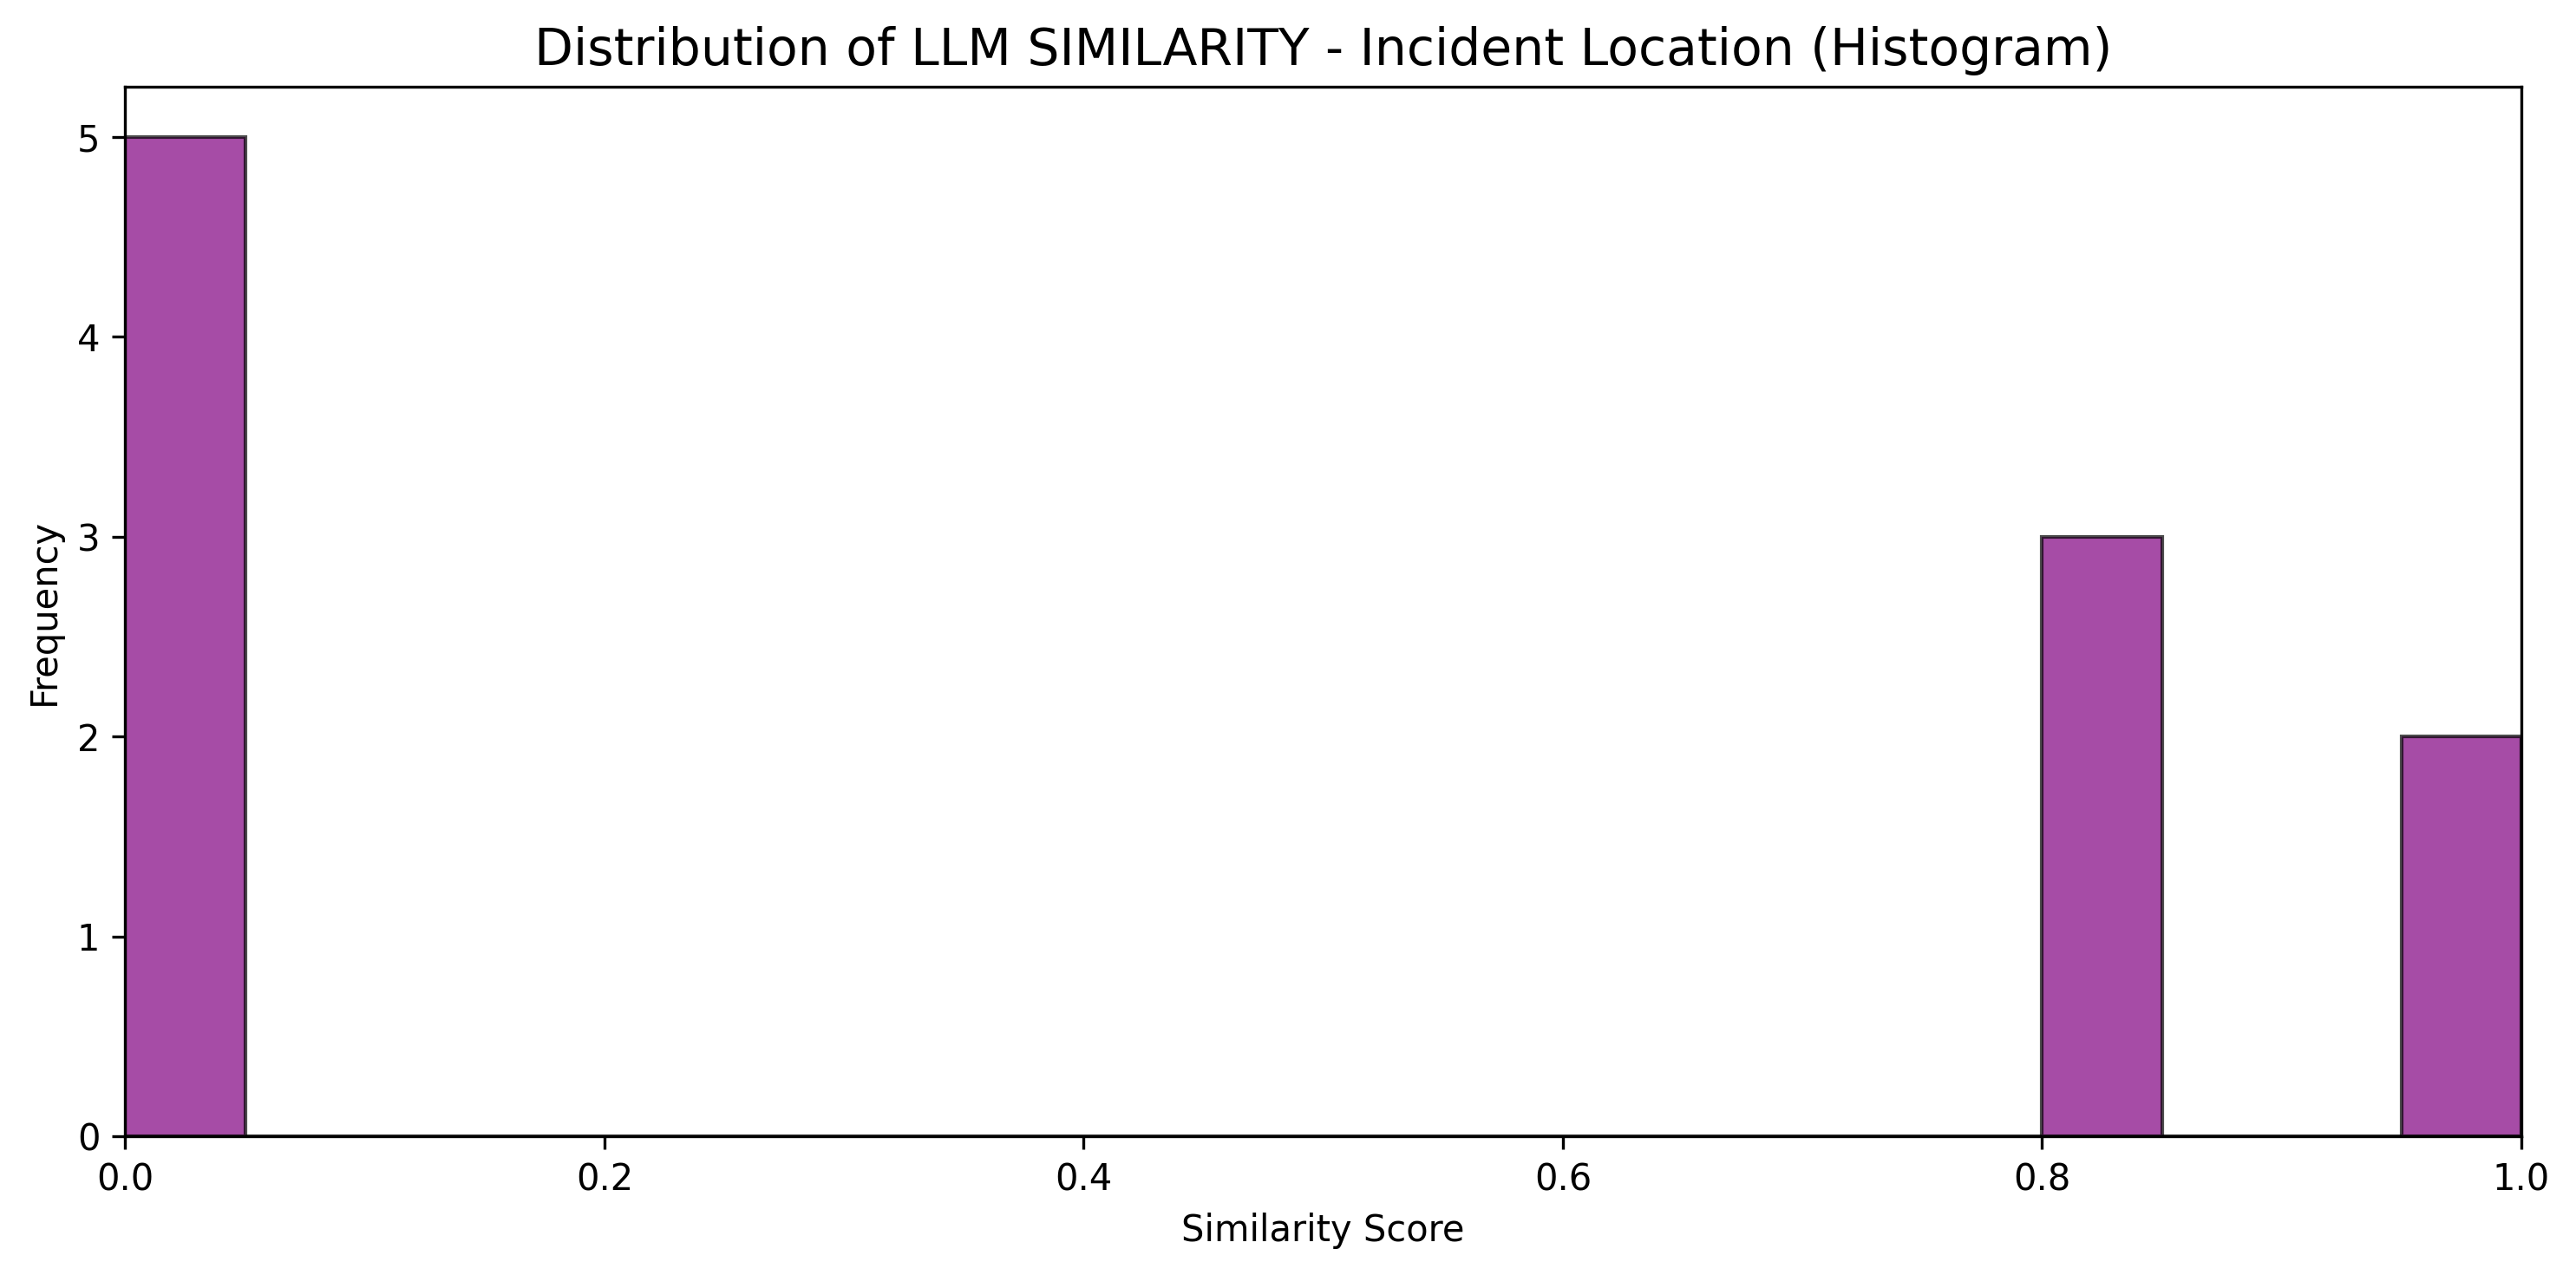 Distribution of LLM SIMILARITY - Incident Location (Histogram)
Frequency
5
4
3
2
1
0
0.0 0.2 0.4 0.6 0.8 1.0
Similarity Score